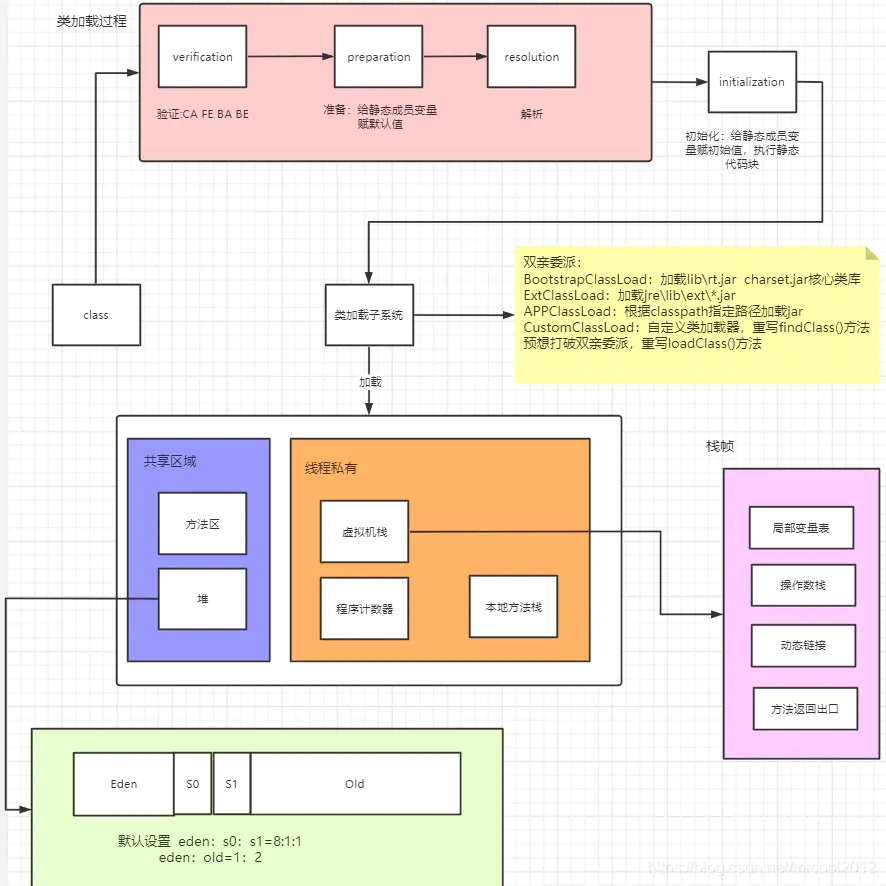 类加载过程
verification
preparation
resolution
initialization
验证:CA FE BA BE
准备：给静态成员变量
赋默认值
解析
初始化：给静态成员变
量赋初始值，执行静态
代码块
class
类加载子系统
双亲委派：
BootstrapClassLoad：加载lib\rt.jar charset.jar核心类库
ExtClassLoad：加载jre\lib\ext\*.jar
APPClassLoad：根据classpath指定路径加载jar
CustomClassLoad：自定义类加载器，重写findClass()方法
预想打破双亲委派，重写loadClass()方法
加载
共享区域
方法区
堆
线程私有
虚拟机栈
程序计数器
本地方法栈
栈帧
局部变量表
操作数栈
动态链接
方法返回出口
Eden
S0
S1
Old
默认设置 eden：s0：s1=8:1:1
eden：old=1：2
https://blog.csdn.net/mrcool2012